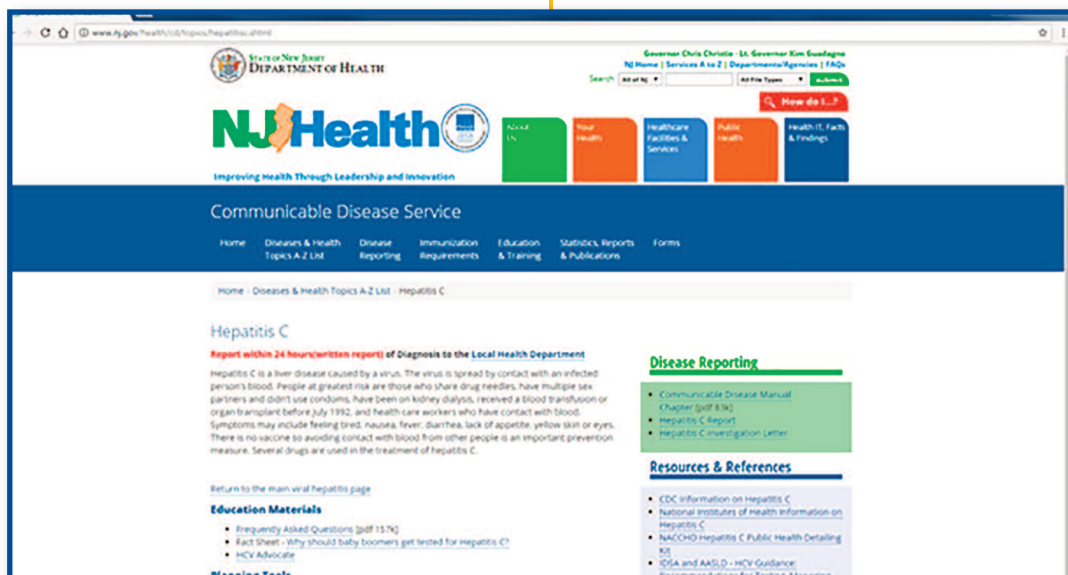 www.nj.gov/health/cd/topics/hepatitisc.shtml
STATE OF NEW JERSEY
DEPARTMENT OF HEALTH
Governor Chris Christie · Lt. Governor Kim Guadagno
NJ Home | Services A to Z | Departments/Agencies | FAQs
Search All of NJ All File Types submit
How do I...?
NJHealth
About Us
Your Health
Healthcare Facilities & Services
Public Health
Health IT, Facts & Findings
Improving Health Through Leadership and Innovation
Communicable Disease Service
Home
Diseases & Health
Topics A-Z List
Disease
Reporting
Immunization
Requirements
Education
& Training
Statistics, Reports
& Publications
Forms
Home · Diseases & Health Topics A-Z List · Hepatitis C
Hepatitis C
Report within 24 hours(written report) of Diagnosis to the Local Health Department
Hepatitis C is a liver disease caused by a virus. The virus is spread by contact with an infected
person's blood. People at greatest risk are those who share drug needles, have multiple sex
partners and didn't use condoms, have been on kidney dialysis, received a blood transfusion or
organ transplant before July 1992, and health care workers who have contact with blood.
Symptoms may include feeling tired, nausea, fever, diarrhea, lack of appetite, yellow skin or eyes.
There is no vaccine so avoiding contact with blood from other people is an important prevention
measure. Several drugs are used in the treatment of hepatitis C.
Return to the main viral hepatitis page
Education Materials
• Frequently Asked Questions [pdf 157k]
• Fact Sheet - Why should baby boomers get tested for Hepatitis C?
• HCV Advocate
Planning Tools
Disease Reporting
• Communicable Disease Manual
Chapter [pdf 83k]
• Hepatitis C Report
• Hepatitis C Investigation Letter
Resources & References
• CDC Information on Hepatitis C
• National Institutes of Health Information on
Hepatitis C
• NACCHO Hepatitis C Public Health Detailing
Kit
• IDSA and AASLD - HCV Guidance:
Recommendations for Testing, Managing